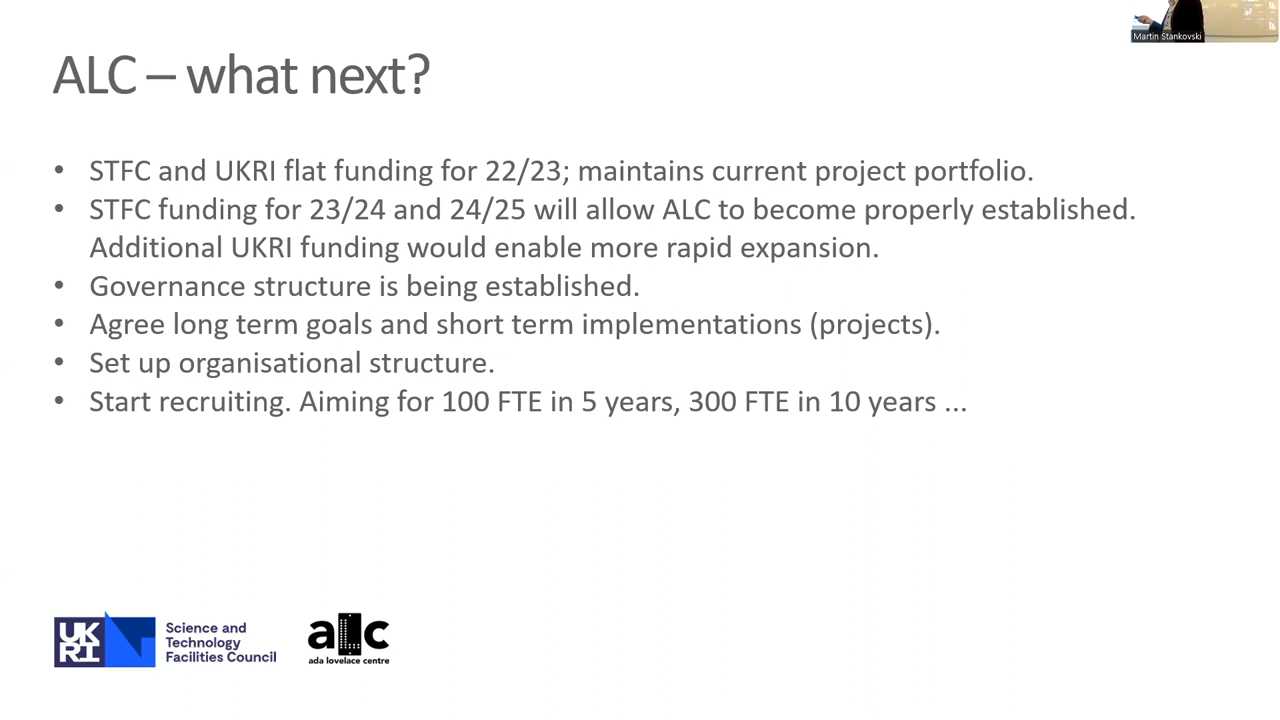 Martin Stankovski
ALC – what next?
• STFC and UKRI flat funding for 22/23; maintains current project portfolio.
• STFC funding for 23/24 and 24/25 will allow ALC to become properly established.
Additional UKRI funding would enable more rapid expansion.
• Governance structure is being established.
• Agree long term goals and short term implementations (projects).
• Set up organisational structure.
• Start recruiting. Aiming for 100 FTE in 5 years, 300 FTE in 10 years ...
UK
RI
Science and
Technology
Facilities Council
alc
ada lovelace centre